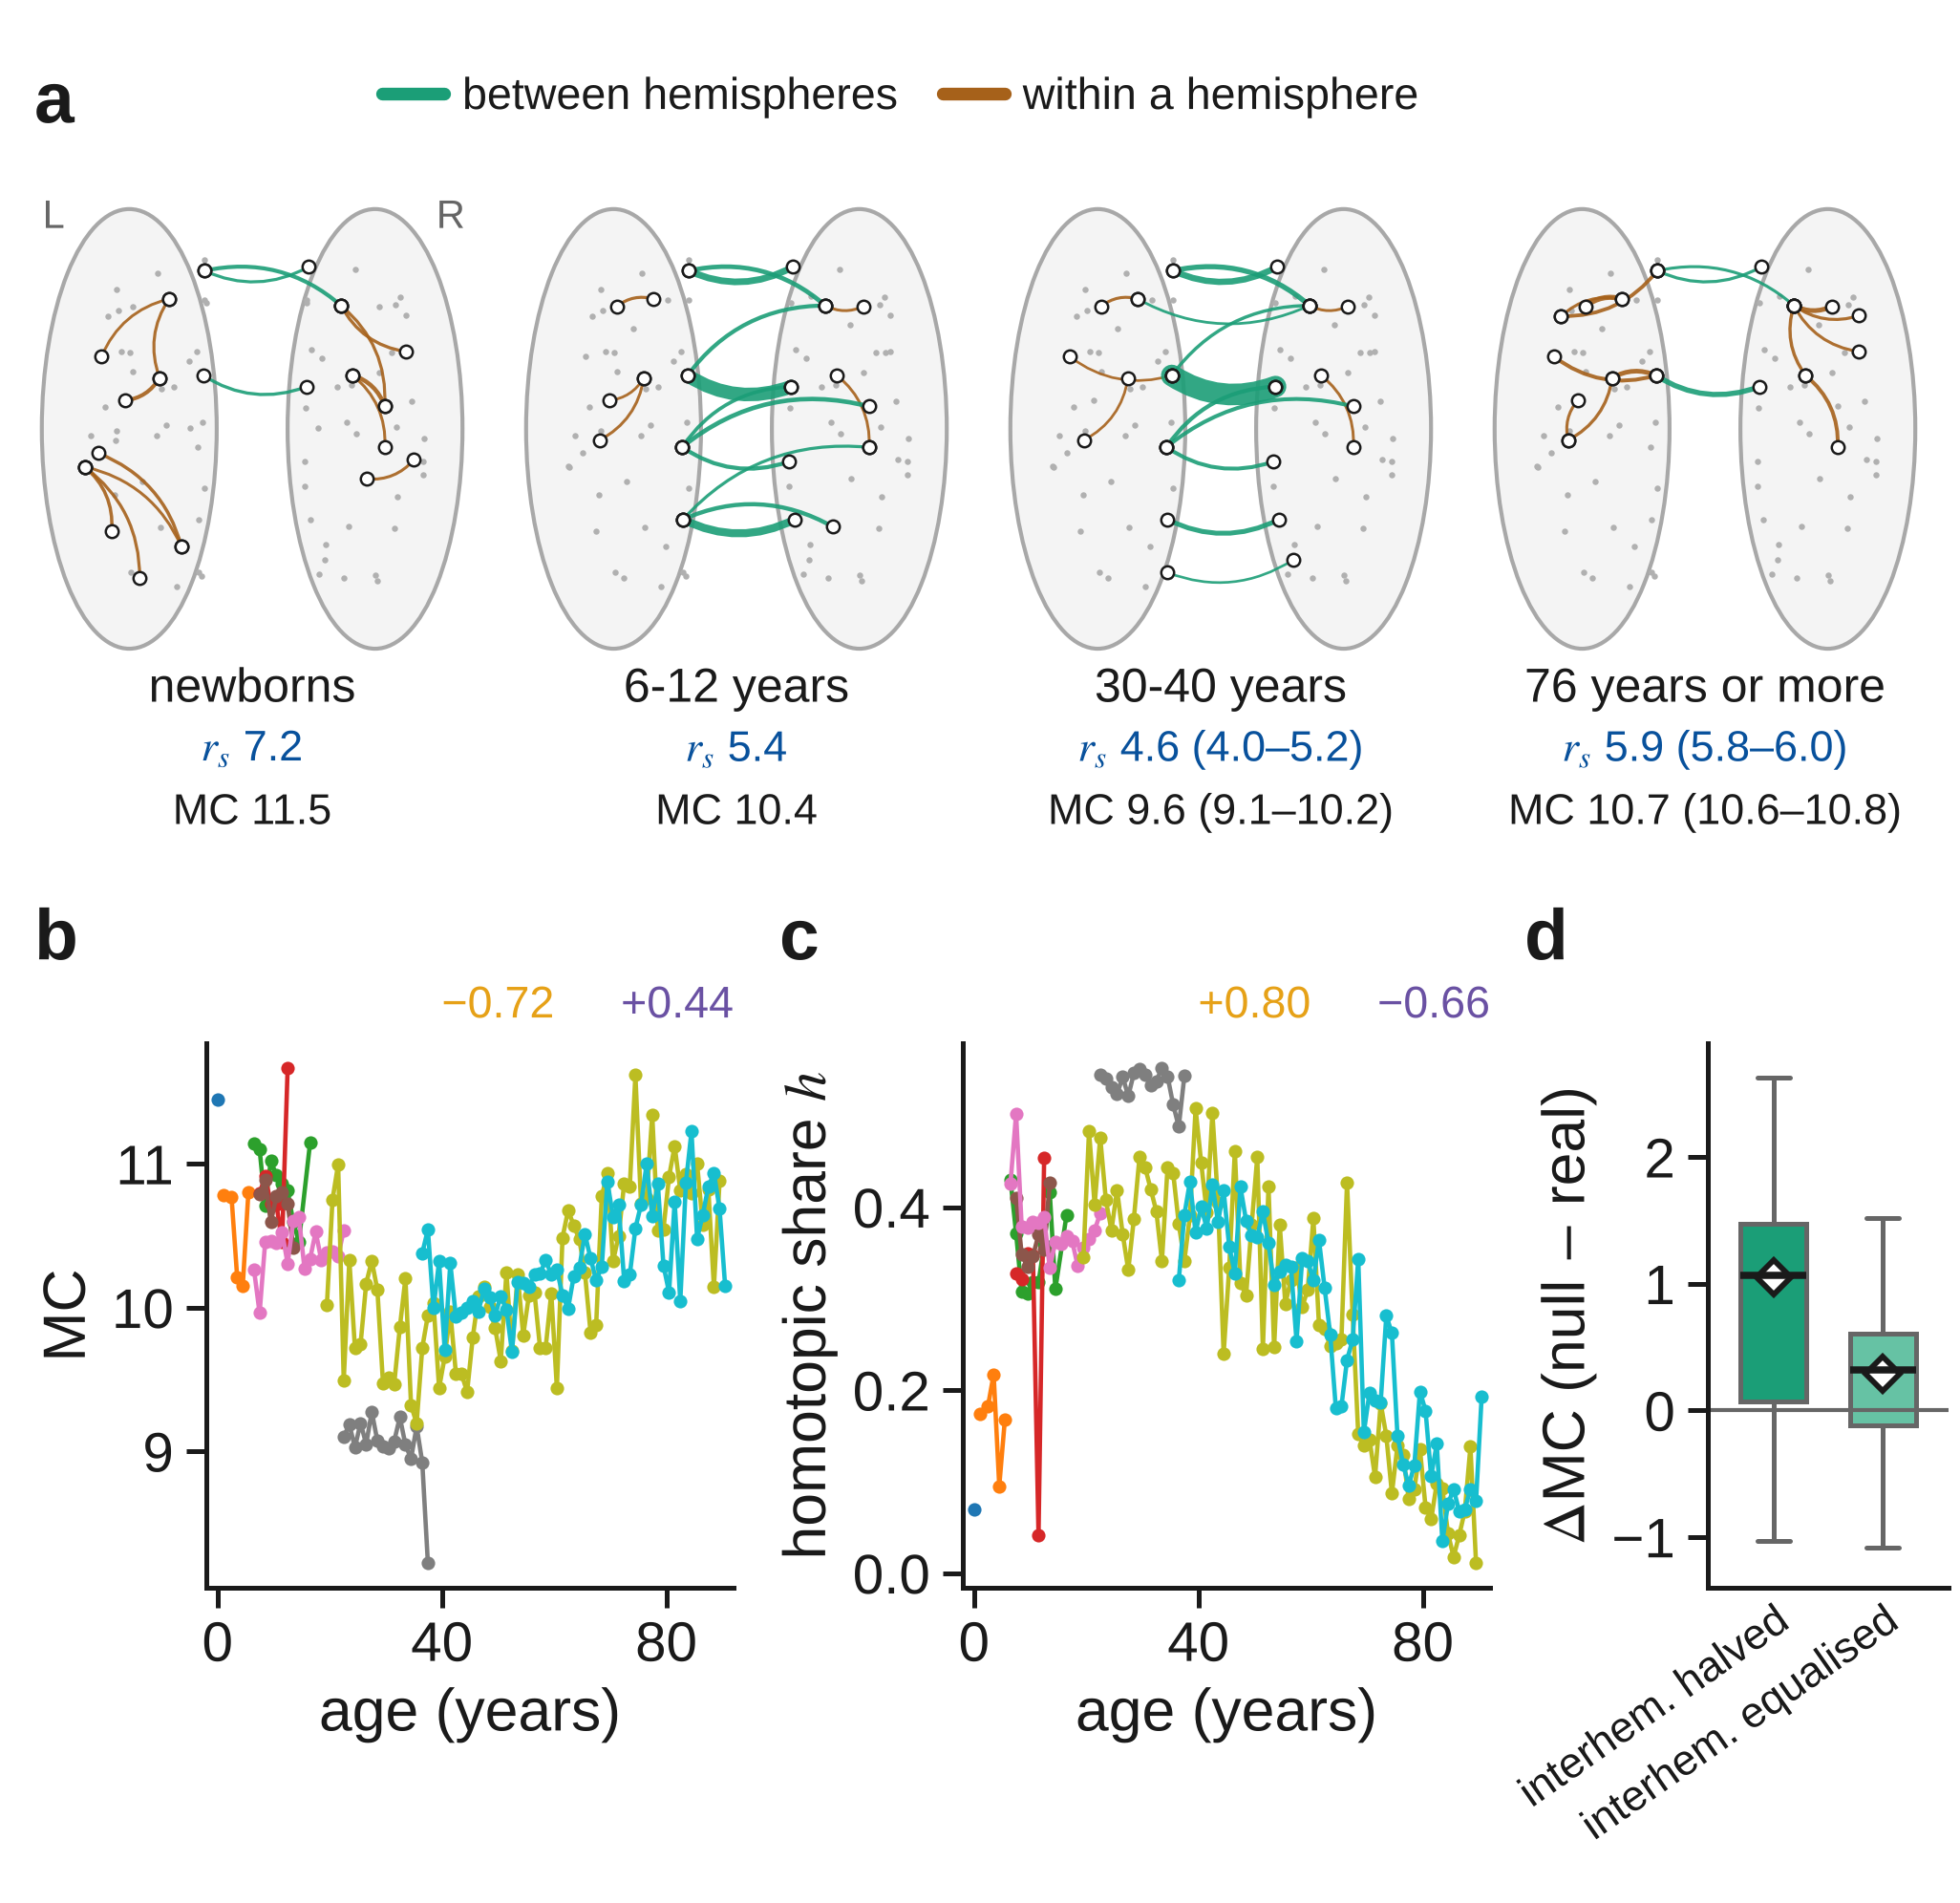 a
between hemispheres
within a hemisphere
L
R
newborns
6-12 years
30-40 years
76 years or more
rs 7.2
rs 5.4
rs 4.6 (4.0–5.2)
rs 5.9 (5.8–6.0)
MC 11.5
MC 10.4
MC 9.6 (9.1–10.2)
MC 10.7 (10.6–10.8)
b
−0.72
+0.44
MC
11
10
9
0
40
80
age (years)
c
+0.80
−0.66
homotopic share h
0.4
0.2
0.0
0
40
80
age (years)
d
ΔMC (null − real)
2
1
0
−1
interhem. halved
interhem. equalised